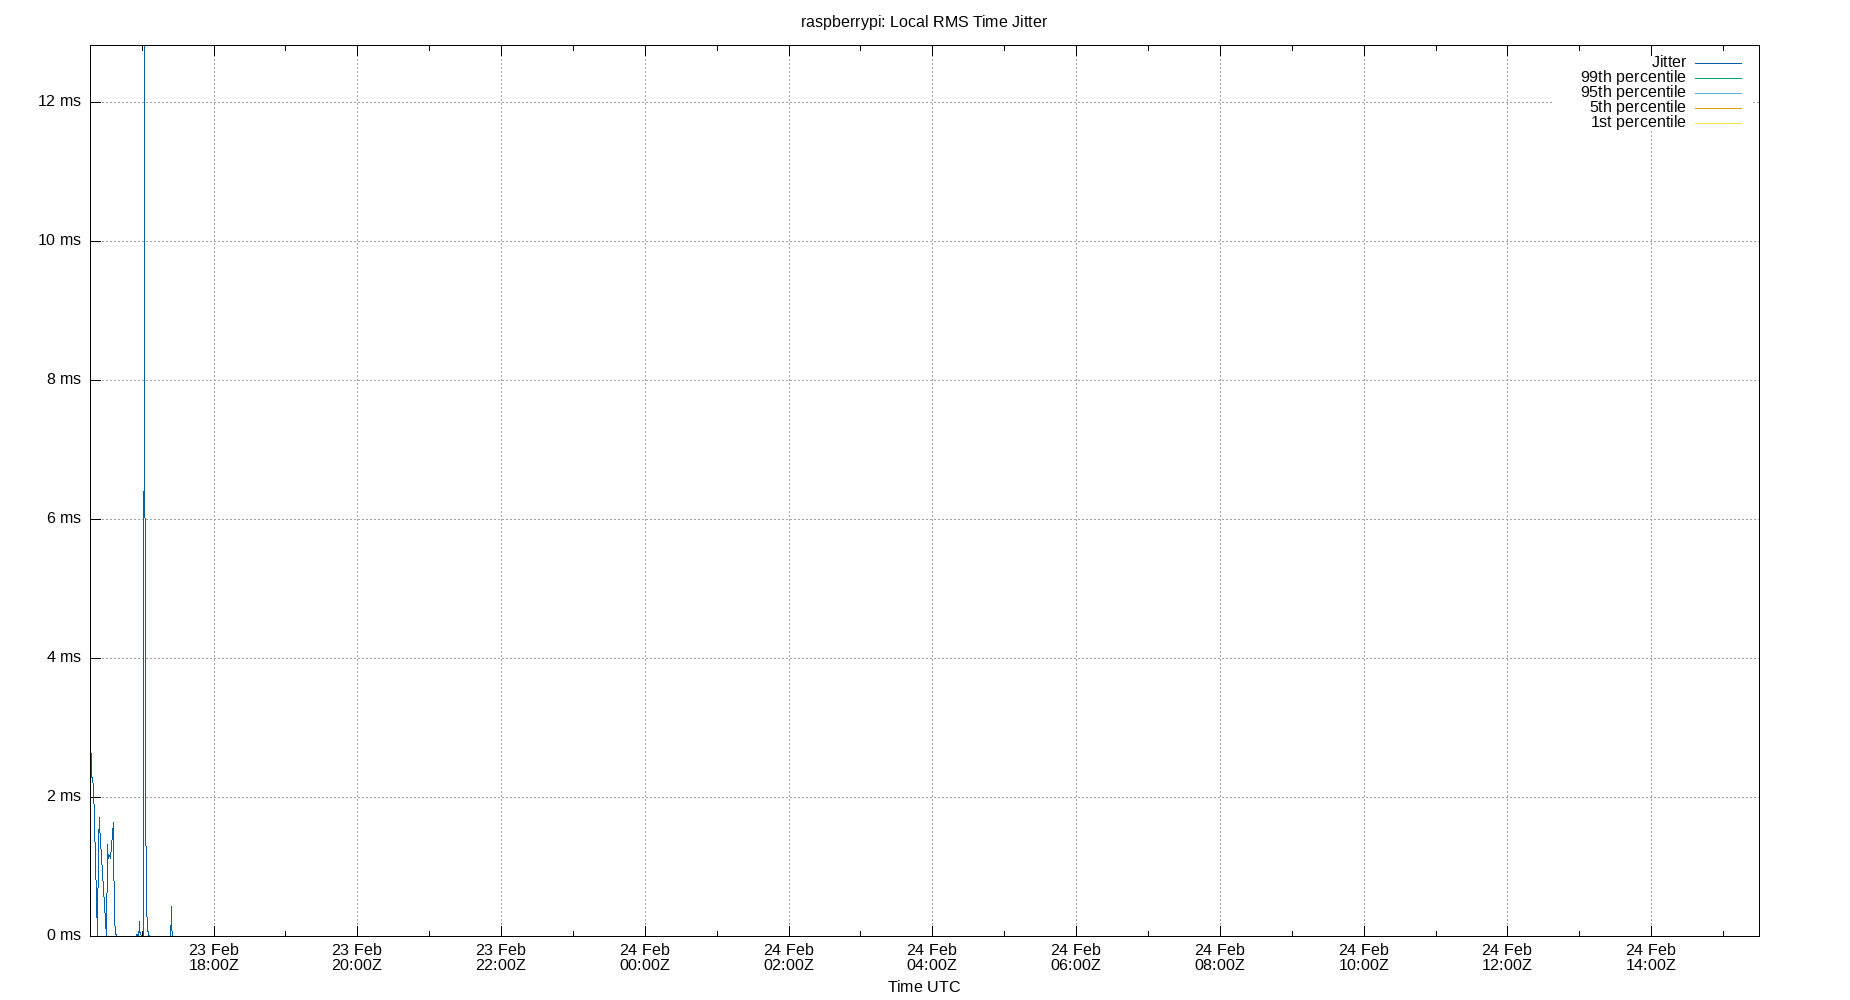 raspberrypi: Local RMS Time Jitter
Jitter
99th percentile
95th percentile
5th percentile
1st percentile
12 ms
10 ms
8 ms
6 ms
4 ms
2 ms
0 ms
23 Feb 23 Feb 23 Feb 24 Feb 24 Feb 24 Feb 24 Feb 24 Feb 24 Feb 24 Feb 24 Feb
18:00Z 20:00Z 22:00Z 00:00Z 02:00Z 04:00Z 06:00Z 08:00Z 10:00Z 12:00Z 14:00Z
Time UTC